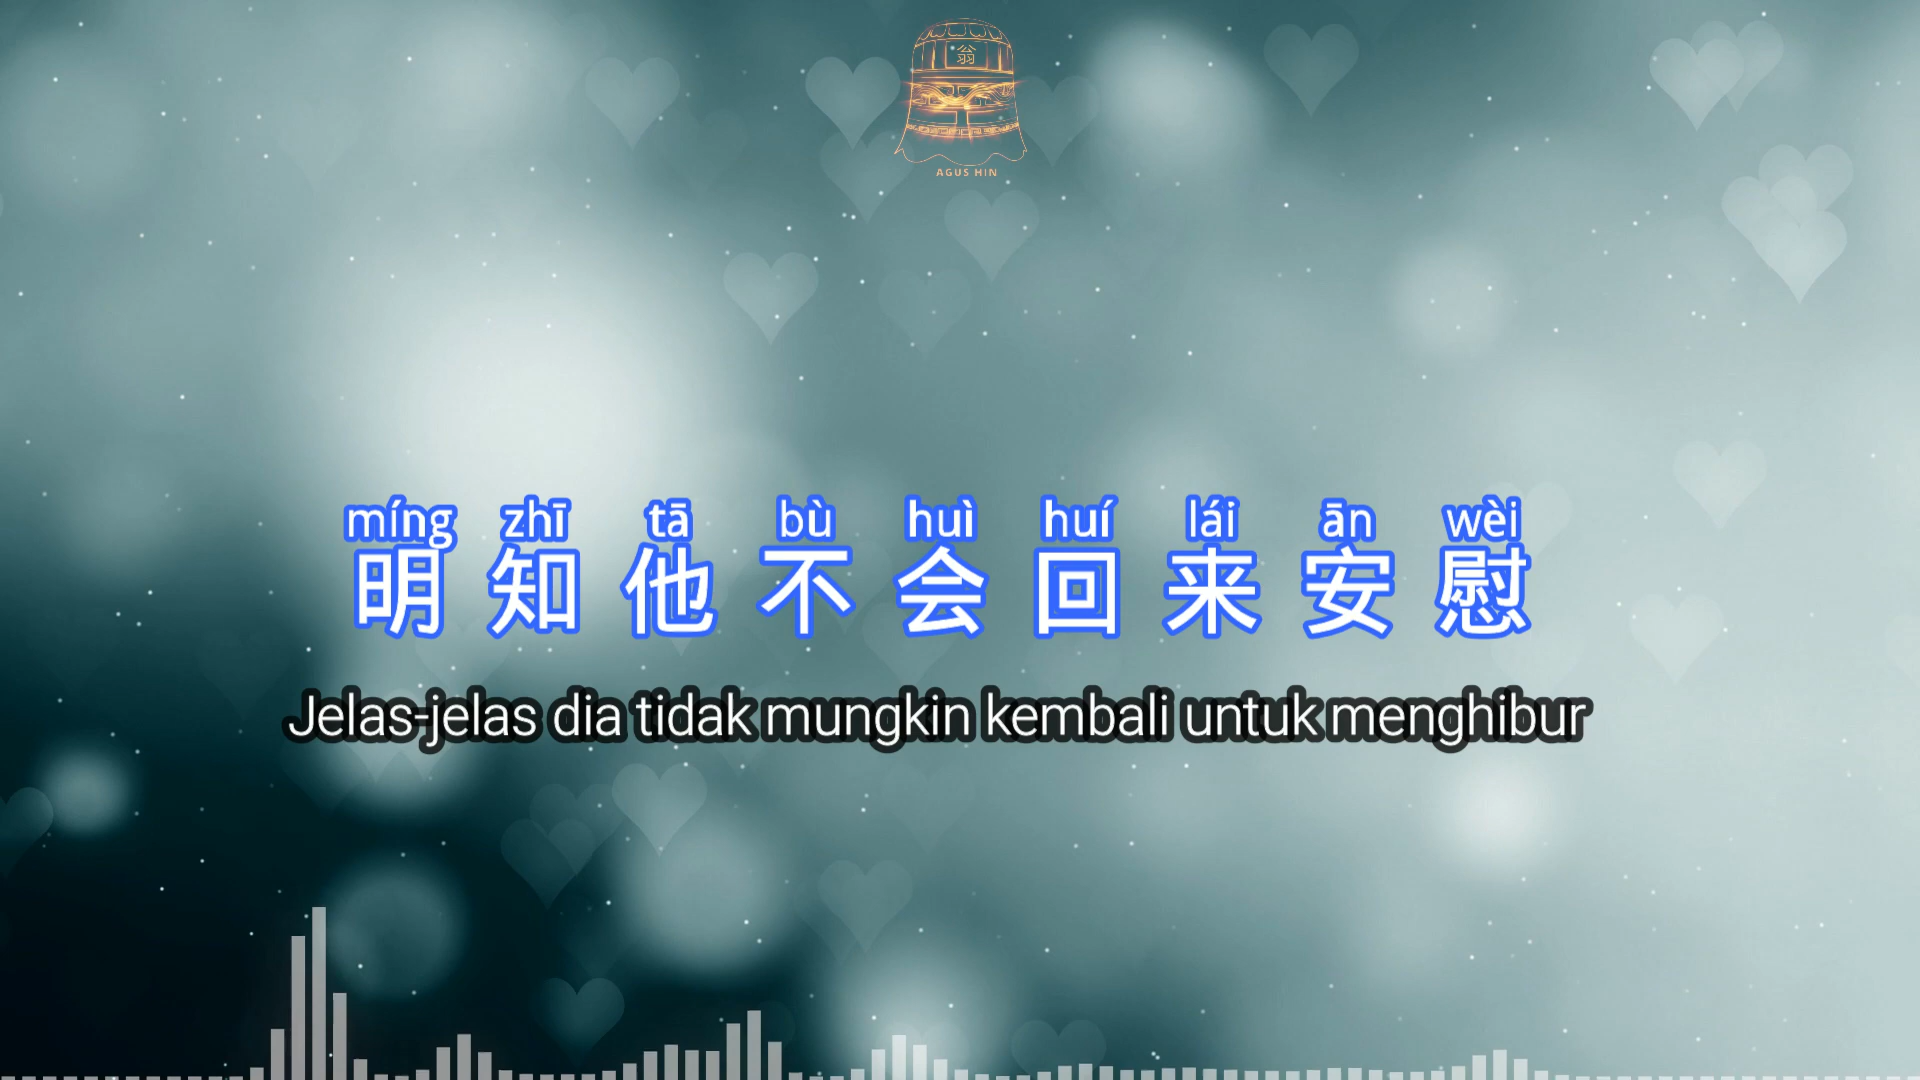 翁
AGUS HIN
míng zhī tā bù huì huí lái ān wèi
明知他不会回来安慰
Jelas-jelas dia tidak mungkin kembali untuk menghibur